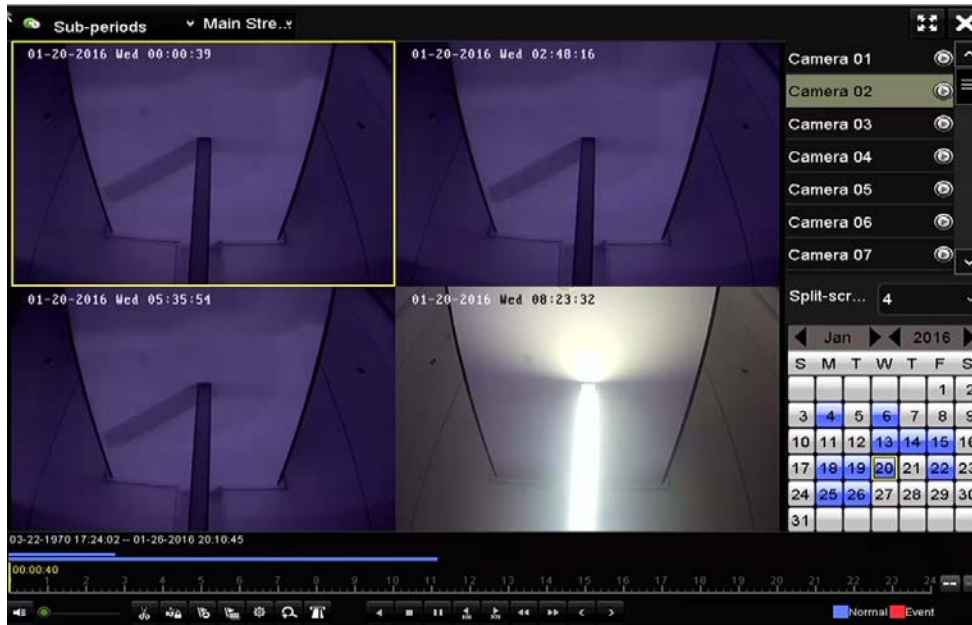 Sub-periods Main Stre...
01-20-2016 Wed 00:00:39
01-20-2016 Wed 02:48:16
01-20-2016 Wed 05:35:54
01-20-2016 Wed 08:23:32
Camera 01
Camera 02
Camera 03
Camera 04
Camera 05
Camera 06
Camera 07
Split-scr... 4
Jan 2016
S M T W T F S
1 2
3 4 5 6 7 8 9
10 11 12 13 14 15 16
17 18 19 20 21 22 23
24 25 26 27 28 29 30
31
03-22-1970 17:24.02 -- 01-26-2016 20:10.45
00:00:40
1 2 3 4 5 6 7 8 9 10 11 12 13 14 15 16 17 18 19 20 21 22 23 24
Normal Event